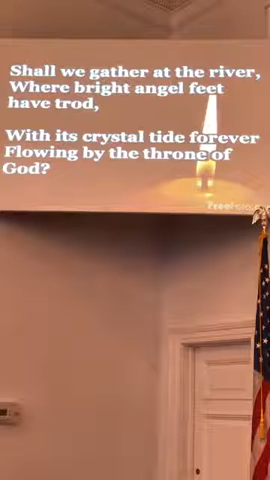 Shall we gather at the river,
Where bright angel feet
have trod,
With its crystal tide forever
Flowing by the throne of
God?